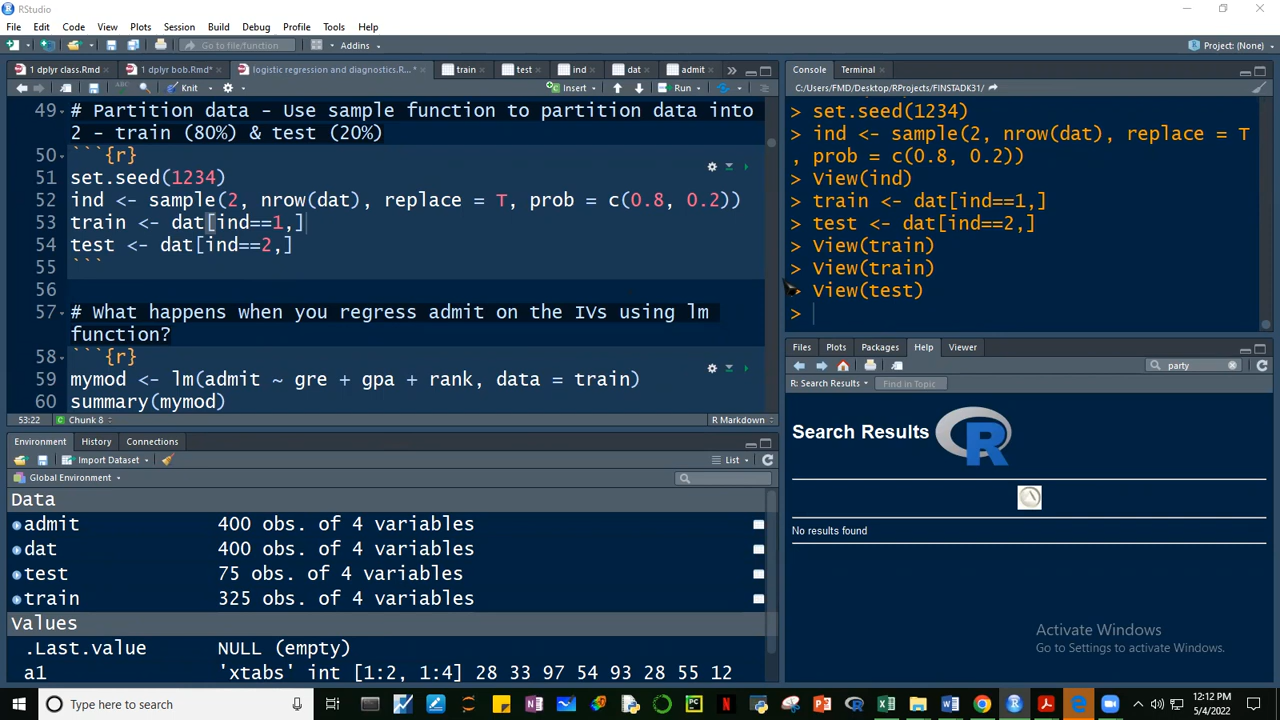 RStudio
File Edit Code View Plots Session Build Debug Profile Tools Help
Go to file/function Addins Project: (None)
1 dplyr class.Rmd 1 dplyr bob.Rmd* logistic regression and diagnostics.R...* train test ind dat admit
Knit Insert Run
49 # Partition data - Use sample function to partition data into
2 - train (80%) & test (20%)
50 ```{r}
51 set.seed(1234)
52 ind <- sample(2, nrow(dat), replace = T, prob = c(0.8, 0.2))
53 train <- dat[ind==1,]
54 test <- dat[ind==2,]
55 ```
56
57 # What happens when you regress admit on the IVs using lm
function?
58 ```{r}
59 mymod <- lm(admit ~ gre + gpa + rank, data = train)
60 summary(mymod)
53:22 Chunk 8 R Markdown
Environment History Connections
Import Dataset List
Global Environment
Data
admit 400 obs. of 4 variables
dat 400 obs. of 4 variables
test 75 obs. of 4 variables
train 325 obs. of 4 variables
Values
.Last.value NULL (empty)
a1 'xtabs' int [1:2, 1:4] 28 33 97 54 93 28 55 12
Console Terminal
C:/Users/FMD/Desktop/RProjects/FINSTADK31/
> set.seed(1234)
> ind <- sample(2, nrow(dat), replace = T
, prob = c(0.8, 0.2))
> View(ind)
> train <- dat[ind==1,]
> test <- dat[ind==2,]
> View(train)
> View(train)
> View(test)
>
Files Plots Packages Help Viewer
party
R: Search Results Find in Topic
Search Results R
No results found
Activate Windows
Go to Settings to activate Windows.
Type here to search
12:12 PM
5/4/2022